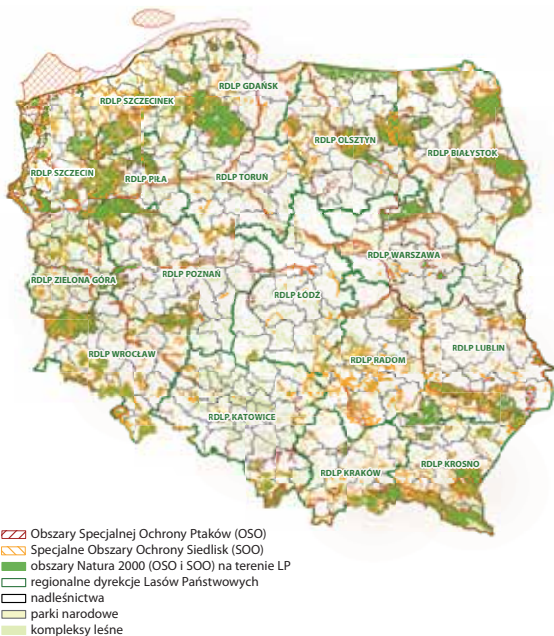 RDLP GDAŃSK
RDLP SZCZECINEK
RDLP OLSZTYN
RDLP BIAŁYSTOK
RDLP SZCZECIN
RDLP PIŁA
RDLP TORUŃ
RDLP WARSZAWA
RDLP ZIELONA GÓRA
RDLP POZNAŃ
RDLP ŁÓDŹ
RDLP WROCŁAW
RDLP RADOM
RDLP LUBLIN
RDLP KATOWICE
RDLP KRAKÓW
RDLP KROSNO
Obszary Specjalnej Ochrony Ptaków (OSO)
Specjalne Obszary Ochrony Siedlisk (SOO)
obszary Natura 2000 (OSO i SOO) na terenie LP
regionalne dyrekcje Lasów Państwowych
nadleśnictwa
parki narodowe
kompleksy leśne